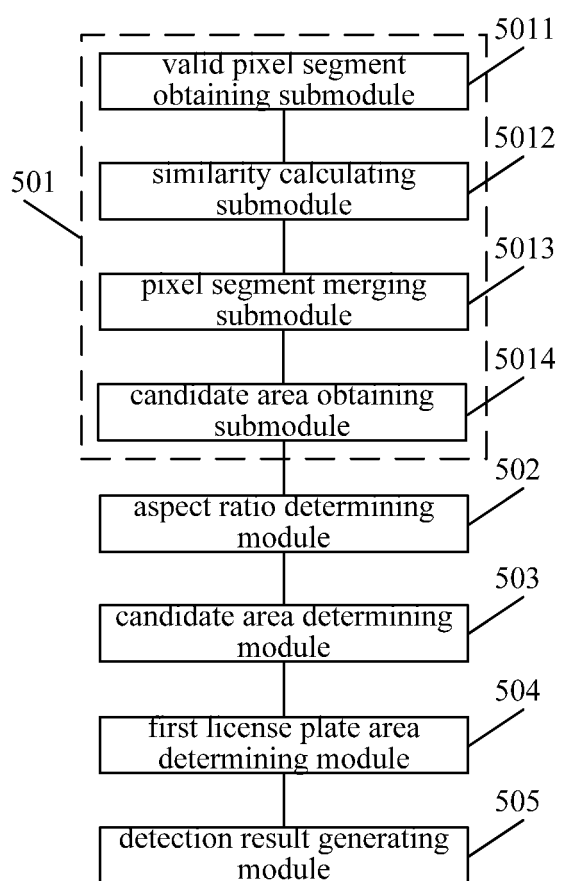 5011
valid pixel segment
obtaining submodule
5012
501
similarity calculating
submodule
5013
pixel segment merging
submodule
5014
candidate area obtaining
submodule
502
aspect ratio determining
module
503
candidate area determining
module
504
first license plate area
determining module
505
detection result generating
module